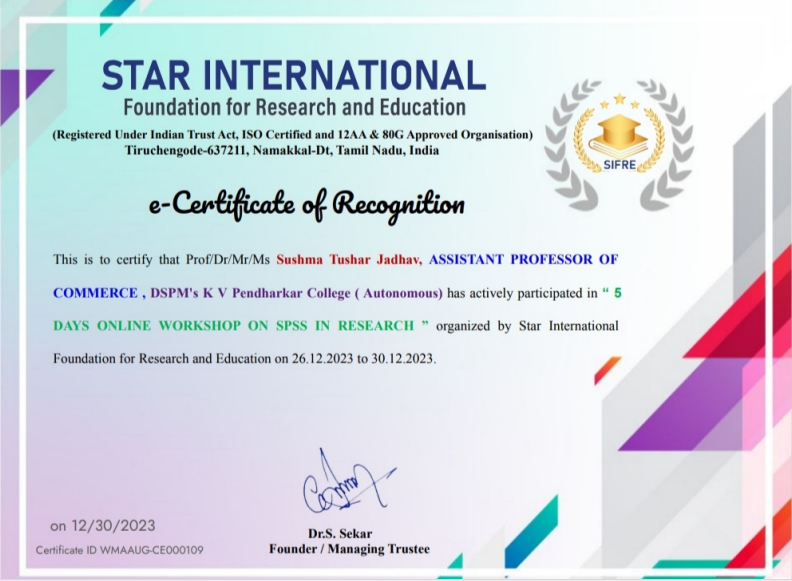 STAR INTERNATIONAL
Foundation for Research and Education
(Registered Under Indian Trust Act, ISO Certified and 12AA & 80G Approved Organisation)
Tiruchengode-637211, Namakkal-Dt, Tamil Nadu, India
SIFRE
e-Certificate of Recognition
This is to certify that Prof/Dr/Mr/Ms Sushma Tushar Jadhav, ASSISTANT PROFESSOR OF
COMMERCE , DSPM's K V Pendharkar College ( Autonomous) has actively participated in “ 5
DAYS ONLINE WORKSHOP ON SPSS IN RESEARCH ” organized by Star International
Foundation for Research and Education on 26.12.2023 to 30.12.2023.
on 12/30/2023
Certificate ID WMAAUG-CE000109
Dr.S. Sekar
Founder / Managing Trustee